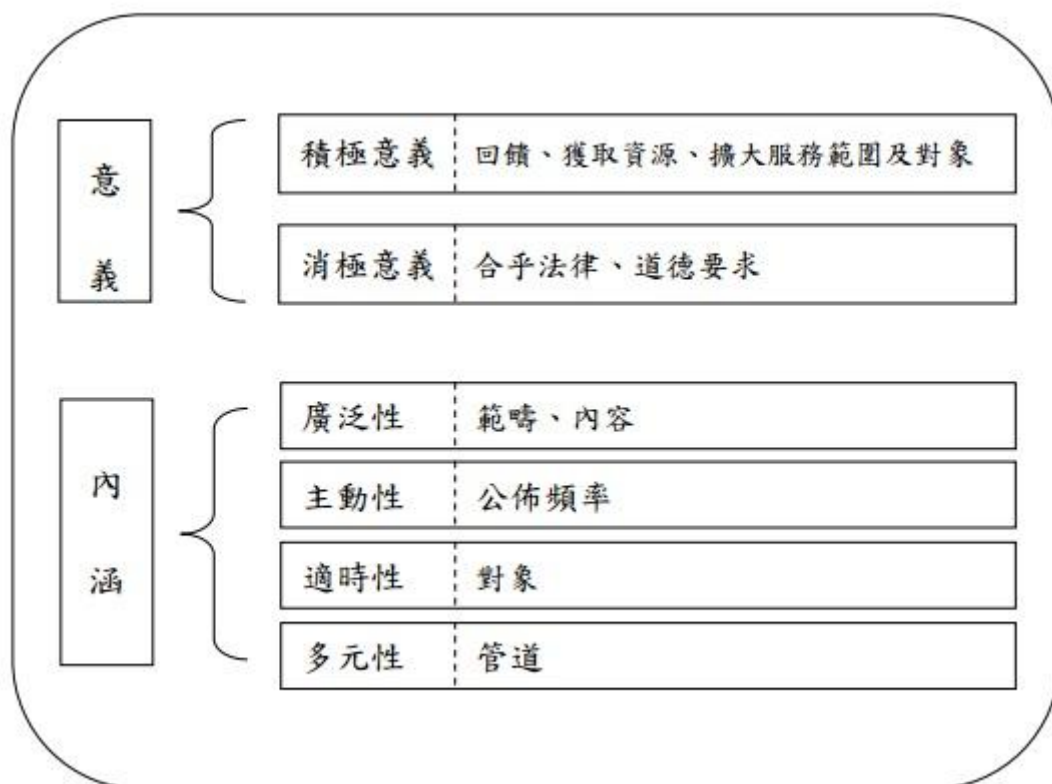 意義
積極意義 回饋、獲取資源、擴大服務範圍及對象
消極意義 合乎法律、道德要求
內涵
廣泛性 範疇、內容
主動性 公佈頻率
適時性 對象
多元性 管道